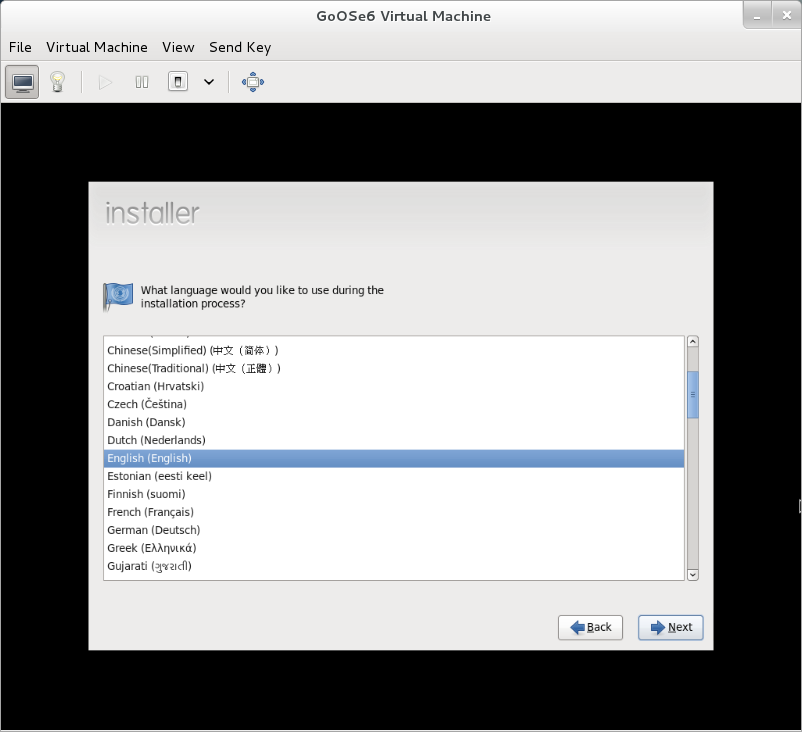 GoOSe6 Virtual Machine
File Virtual Machine View Send Key
installer
What language would you like to use during the
installation process?
Chinese(Simplified) (中文（简体）)
Chinese(Traditional) (中文（正體）)
Croatian (Hrvatski)
Czech (Čeština)
Danish (Dansk)
Dutch (Nederlands)
English (English)
Estonian (eesti keel)
Finnish (suomi)
French (Français)
German (Deutsch)
Greek (Ελληνικά)
Gujarati (ગુજરાતી)
Back Next